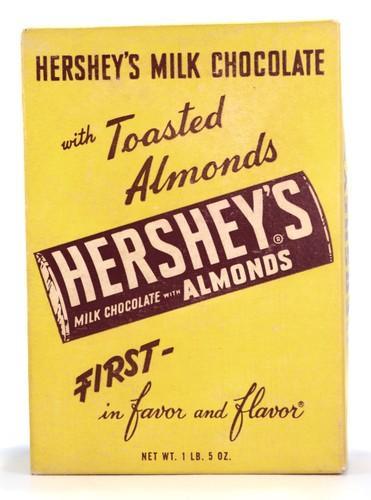 HERSHEY'S MILK CHOCOLATE
with Toasted
Almonds
HERSHEY'S®
MILK CHOCOLATE WITH ALMONDS
FIRST-
in favor and flavor®
NET WT. 1 LB. 5 OZ.